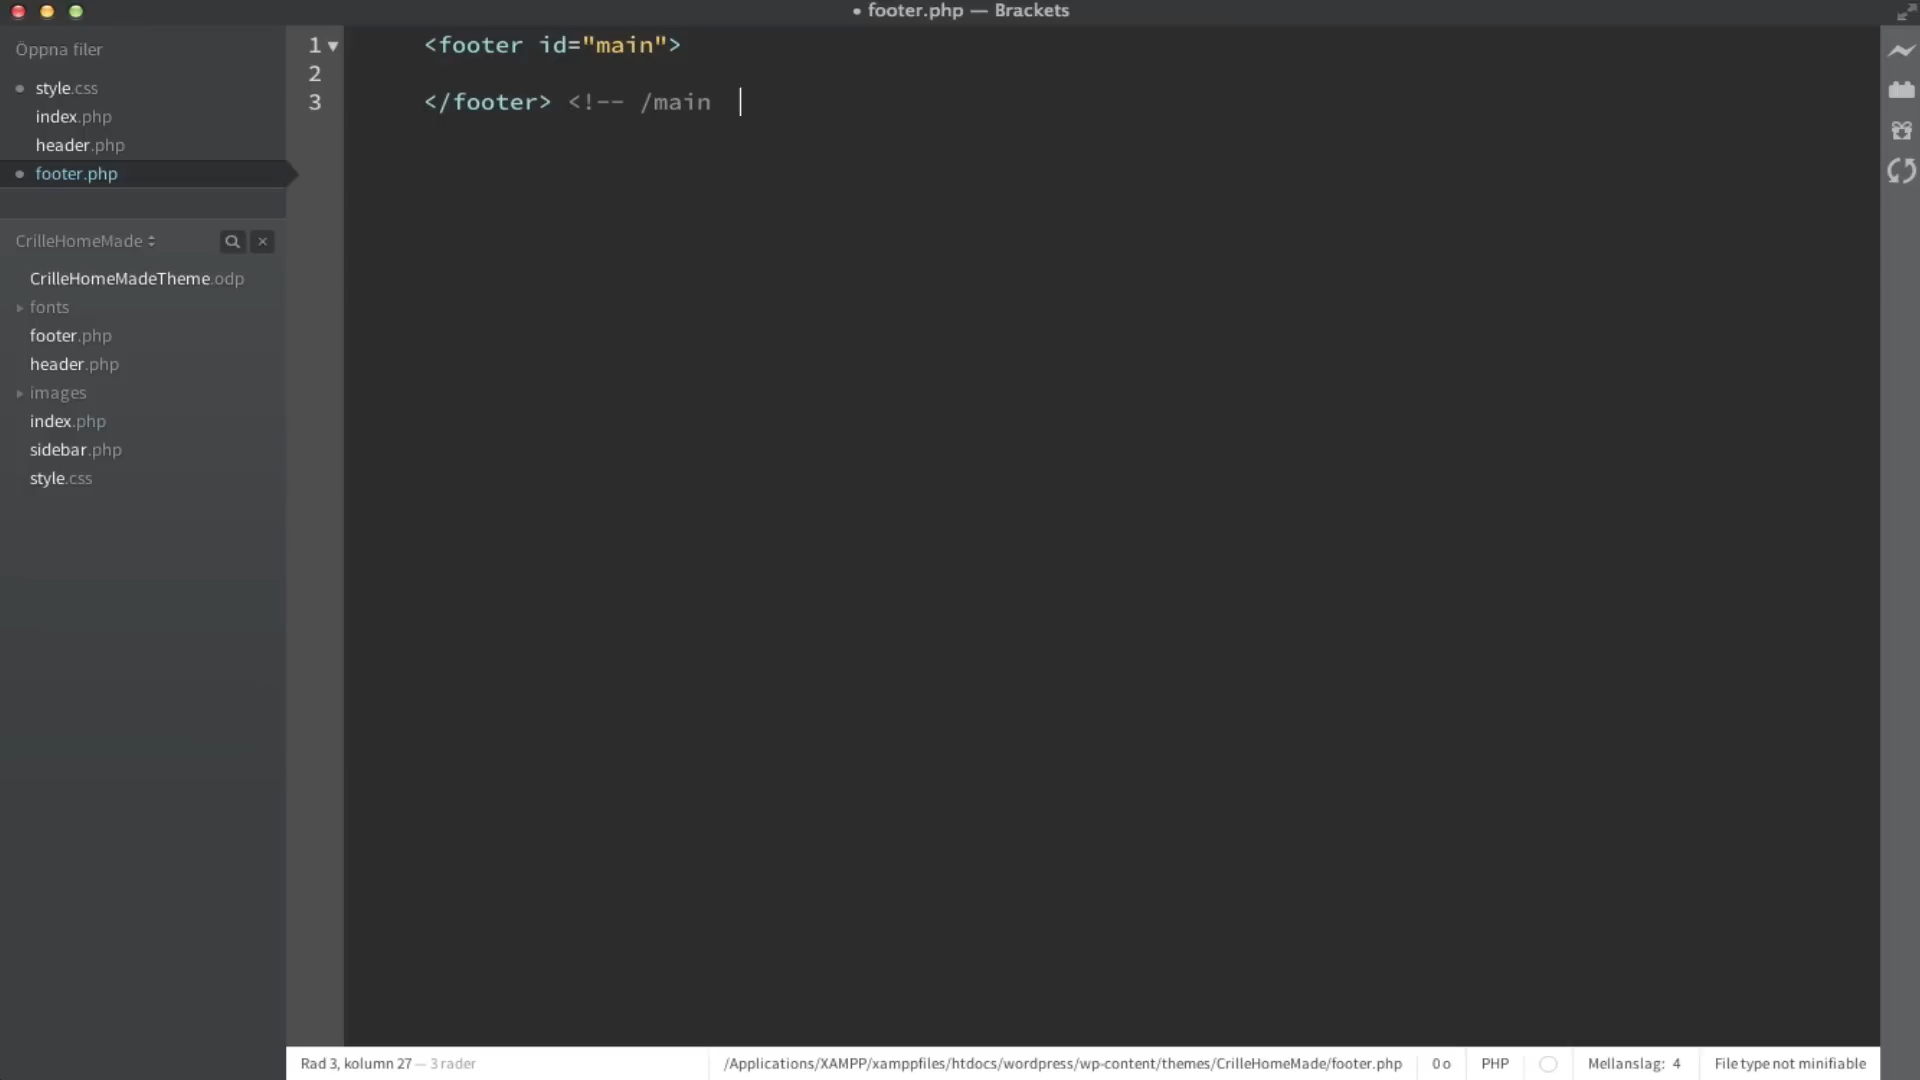 • footer.php — Brackets
Öppna filer
style.css
index.php
header.php
footer.php
CrilleHomeMade
CrilleHomeMadeTheme.odp
fonts
footer.php
header.php
images
index.php
sidebar.php
style.css
1 <footer id="main">
2
3 </footer> <!-- /main
Rad 3, kolumn 27 — 3 rader
/Applications/XAMPP/xamppfiles/htdocs/wordpress/wp-content/themes/CrilleHomeMade/footer.php
0 o
PHP
Mellanslag: 4
File type not minifiable